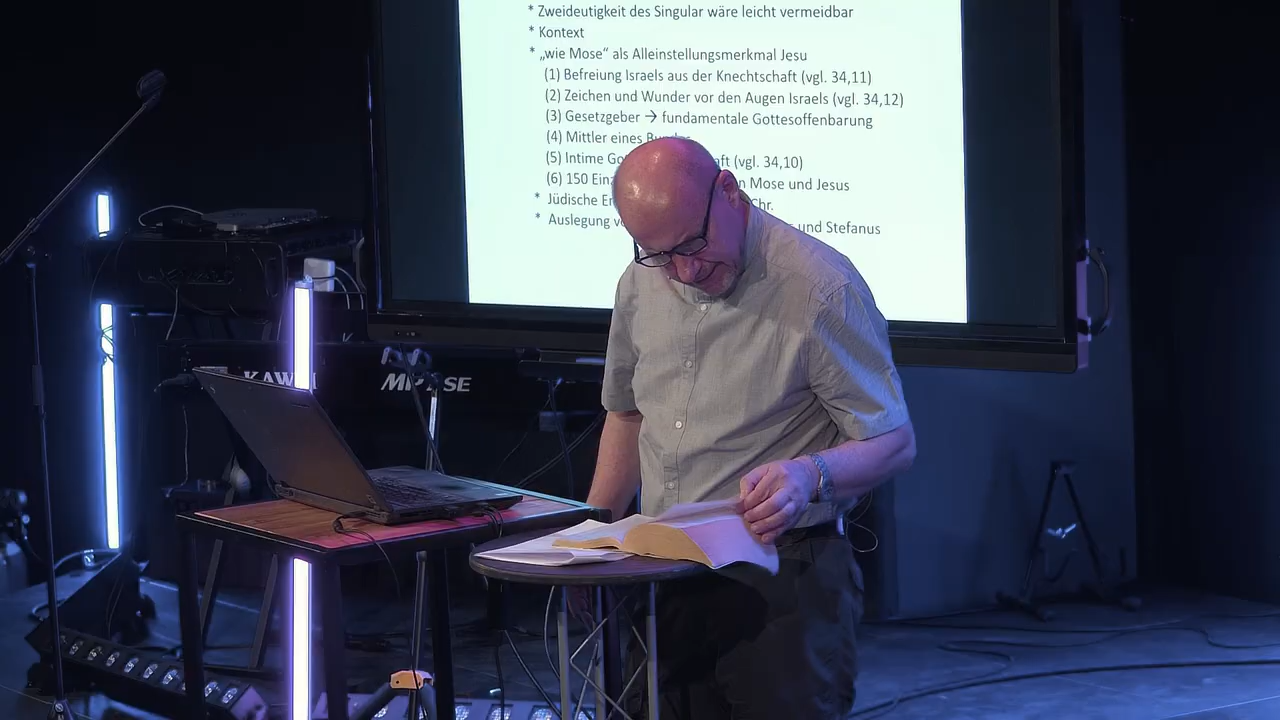 * Zweideutigkeit des Singular wäre leicht vermeidbar
* Kontext
* „wie Mose“ als Alleinstellungsmerkmal Jesu
(1) Befreiung Israels aus der Knechtschaft (vgl. 34,11)
(2) Zeichen und Wunder vor den Augen Israels (vgl. 34,12)
(3) Gesetzgeber → fundamentale Gottesoffenbarung
(4) Mittler eines
(5) Intime (vgl. 34,10)
(6) 150 Mose und Jesus
* Jüdische Chr.
* Auslegung und Stefanus
KAWAI